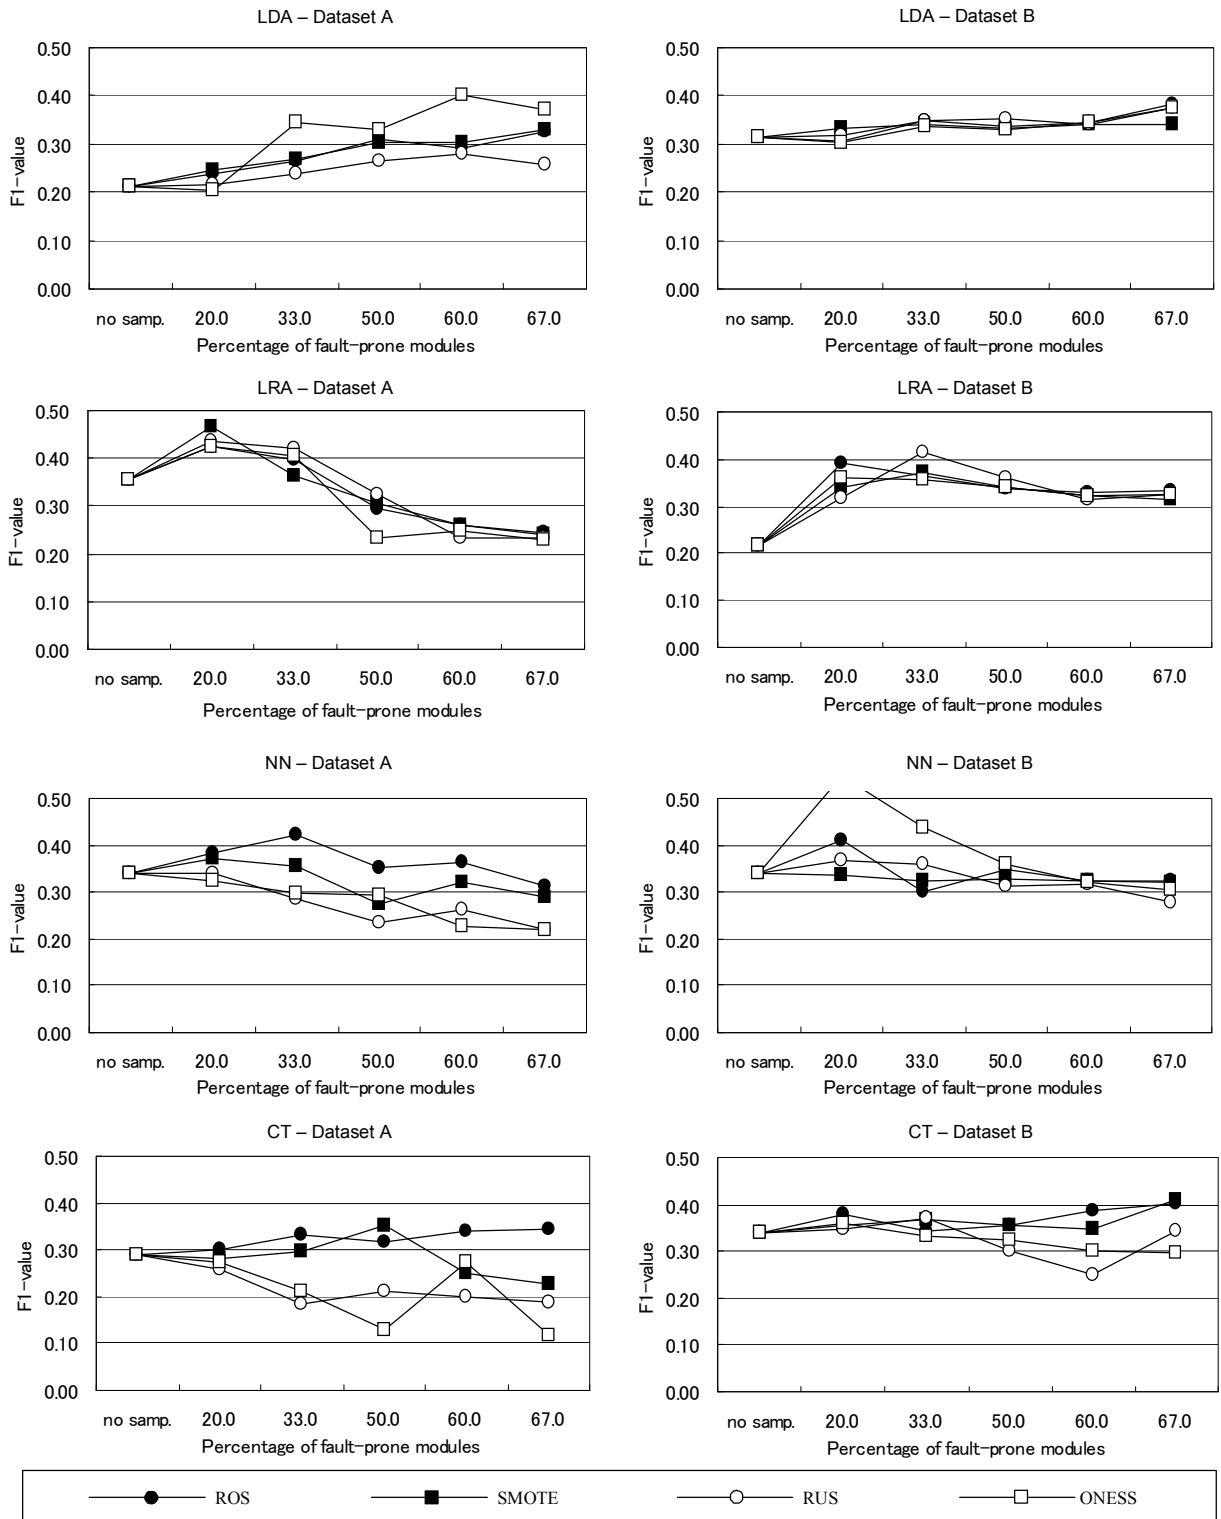 LDA – Dataset A
0.50
0.40
0.30
0.20
0.10
0.00
F1-value
no samp. 20.0 33.0 50.0 60.0 67.0
Percentage of fault-prone modules
LDA – Dataset B
0.50
0.40
0.30
0.20
0.10
0.00
F1-value
no samp. 20.0 33.0 50.0 60.0 67.0
Percentage of fault-prone modules
LRA – Dataset A
0.50
0.40
0.30
0.20
0.10
0.00
F1-value
no samp. 20.0 33.0 50.0 60.0 67.0
Percentage of fault-prone modules
LRA – Dataset B
0.50
0.40
0.30
0.20
0.10
0.00
F1-value
no samp. 20.0 33.0 50.0 60.0 67.0
Percentage of fault-prone modules
NN – Dataset A
0.50
0.40
0.30
0.20
0.10
0.00
F1-value
no samp. 20.0 33.0 50.0 60.0 67.0
Percentage of fault-prone modules
NN – Dataset B
0.50
0.40
0.30
0.20
0.10
0.00
F1-value
no samp. 20.0 33.0 50.0 60.0 67.0
Percentage of fault-prone modules
CT – Dataset A
0.50
0.40
0.30
0.20
0.10
0.00
F1-value
no samp. 20.0 33.0 50.0 60.0 67.0
Percentage of fault-prone modules
CT – Dataset B
0.50
0.40
0.30
0.20
0.10
0.00
F1-value
no samp. 20.0 33.0 50.0 60.0 67.0
Percentage of fault-prone modules
ROS SMOTE RUS ONESS